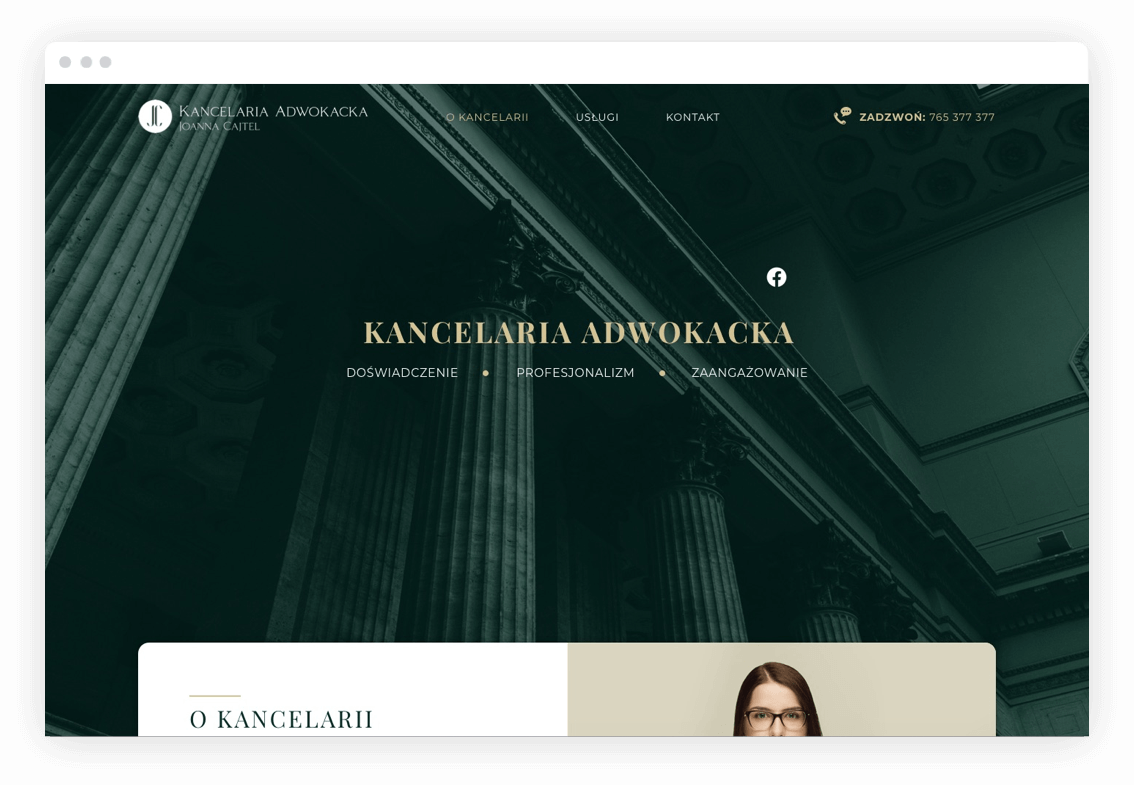 JC KANCELARIA ADWOKACKA
JOANNA CAJTEL
O KANCELARII USŁUGI KONTAKT
ZADZWOŃ: 765 377 377
KANCELARIA ADWOKACKA
DOŚWIADCZENIE • PROFESJONALIZM • ZAANGAŻOWANIE
O KANCELARII